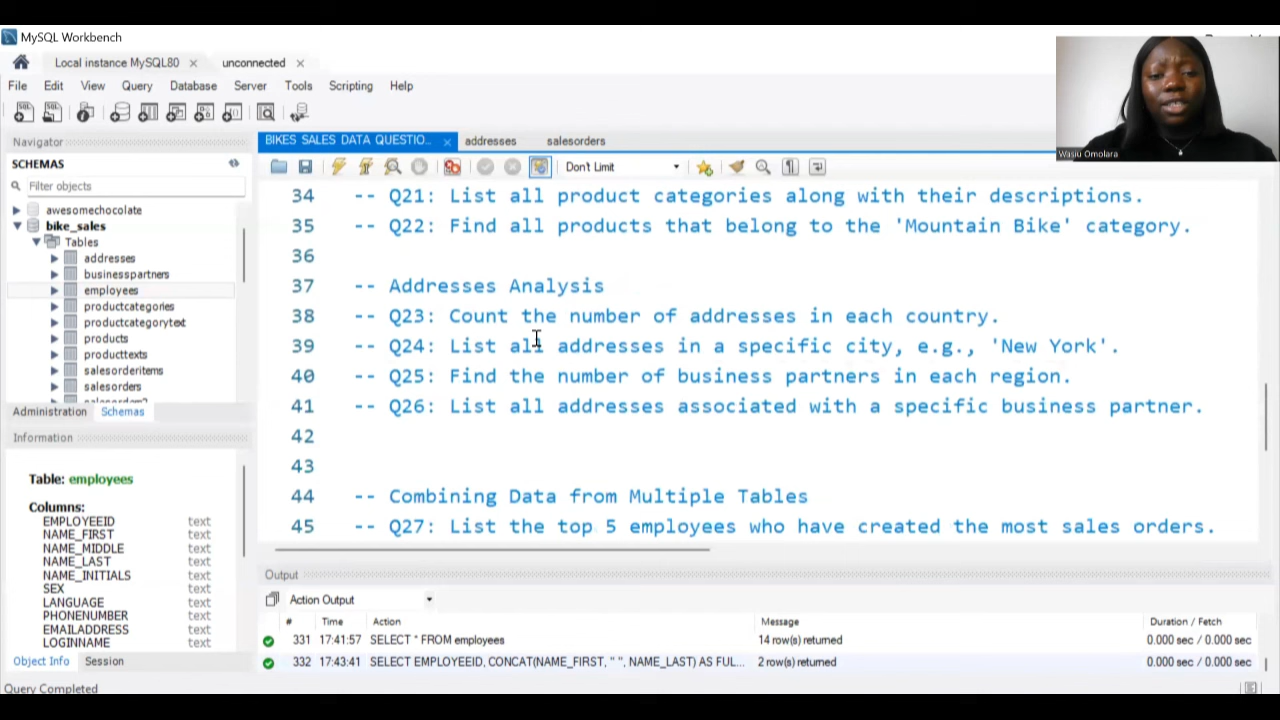 MySQL Workbench
Local instance MySQL80
unconnected
File Edit View Query Database Server Tools Scripting Help
Wasiu Omolara
Navigator
SCHEMAS
Filter objects
awesomechocolate
bike_sales
Tables
addresses
businesspartners
employees
productcategories
productcategorytext
products
producttexts
salesorderitems
salesorders
Administration Schemas
Information
Table: employees
Columns:
EMPLOYEEID text
NAME_FIRST text
NAME_MIDDLE text
NAME_LAST text
NAME_INITIALS text
SEX text
LANGUAGE text
PHONENUMBER text
EMAILADDRESS text
LOGINNAME text
Object Info Session
Query Completed
BIKES SALES DATA QUESTIO... addresses salesorders
Don't Limit
34 -- Q21: List all product categories along with their descriptions.
35 -- Q22: Find all products that belong to the 'Mountain Bike' category.
36
37 -- Addresses Analysis
38 -- Q23: Count the number of addresses in each country.
39 -- Q24: List all addresses in a specific city, e.g., 'New York'.
40 -- Q25: Find the number of business partners in each region.
41 -- Q26: List all addresses associated with a specific business partner.
42
43
44 -- Combining Data from Multiple Tables
45 -- Q27: List the top 5 employees who have created the most sales orders.
Output
Action Output
# Time Action Message Duration / Fetch
331 17:41:57 SELECT * FROM employees 14 row(s) returned 0.000 sec / 0.000 sec
332 17:43:41 SELECT EMPLOYEEID, CONCAT(NAME_FIRST, " ", NAME_LAST) AS FUL... 2 row(s) returned 0.000 sec / 0.000 sec